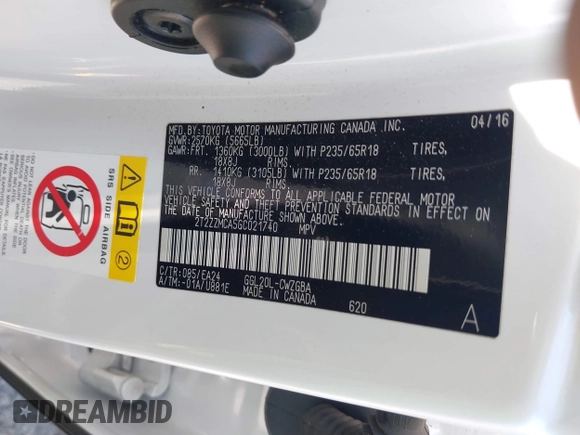 MFD.BY:TOYOTA MOTOR MANUFACTURING CANADA INC. 04/16
GVWR:2570KG (5665LB)
GAWR:FRT. 1360KG (3000LB) WITH P235/65R18 TIRES,
18X8J RIMS.
RR. 1410KG (3105LB) WITH P235/65R18 TIRES,
18X8J RIMS.
THIS VEHICLE CONFORMS TO ALL APPLICABLE FEDERAL MOTOR
VEHICLE SAFETY, BUMPER, AND THEFT PREVENTION STANDARDS IN EFFECT ON
THE DATE OF MANUFACTURE SHOWN ABOVE.
2T2ZZMCA5GC021740 MPV
C/TR:085/EA24 GGL20L-CWZGBA
A/TM:-01A/U881E MADE IN CANADA 620
A
SRS SIDE AIRBAG
2
DREAMBID